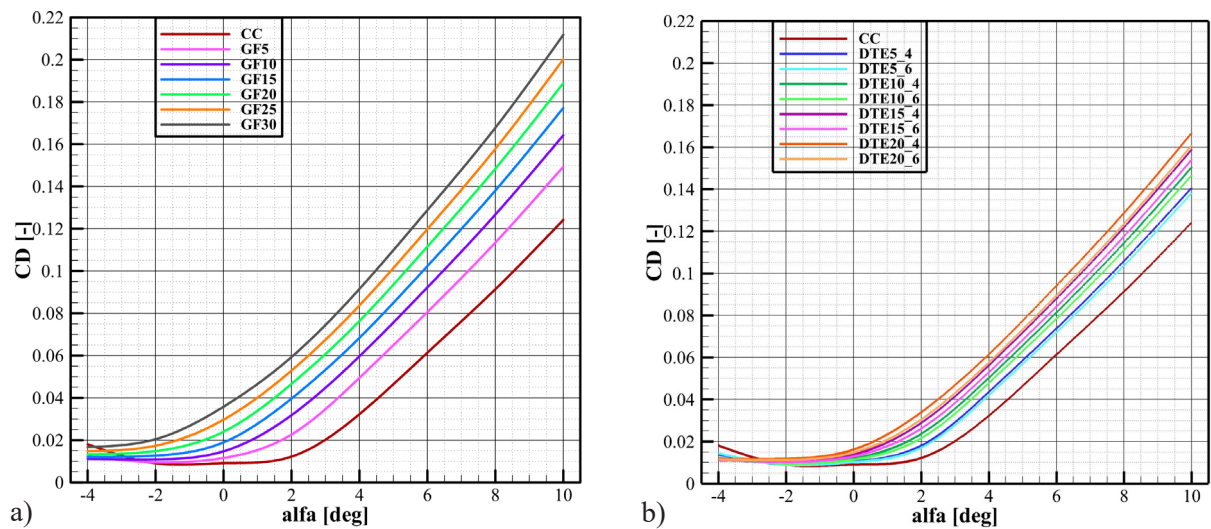 0.22
0.2
0.18
0.16
0.14
0.12
0.1
0.08
0.06
0.04
0.02
0
CD [-]
CC
GF5
GF10
GF15
GF20
GF25
GF30
-4 -2 0 2 4 6 8 10
alfa [deg]
a)
0.22
0.2
0.18
0.16
0.14
0.12
0.1
0.08
0.06
0.04
0.02
0
CD [-]
CC
DTE5_4
DTE5_6
DTE10_4
DTE10_6
DTE15_4
DTE15_6
DTE20_4
DTE20_6
-4 -2 0 2 4 6 8 10
alfa [deg]
b)